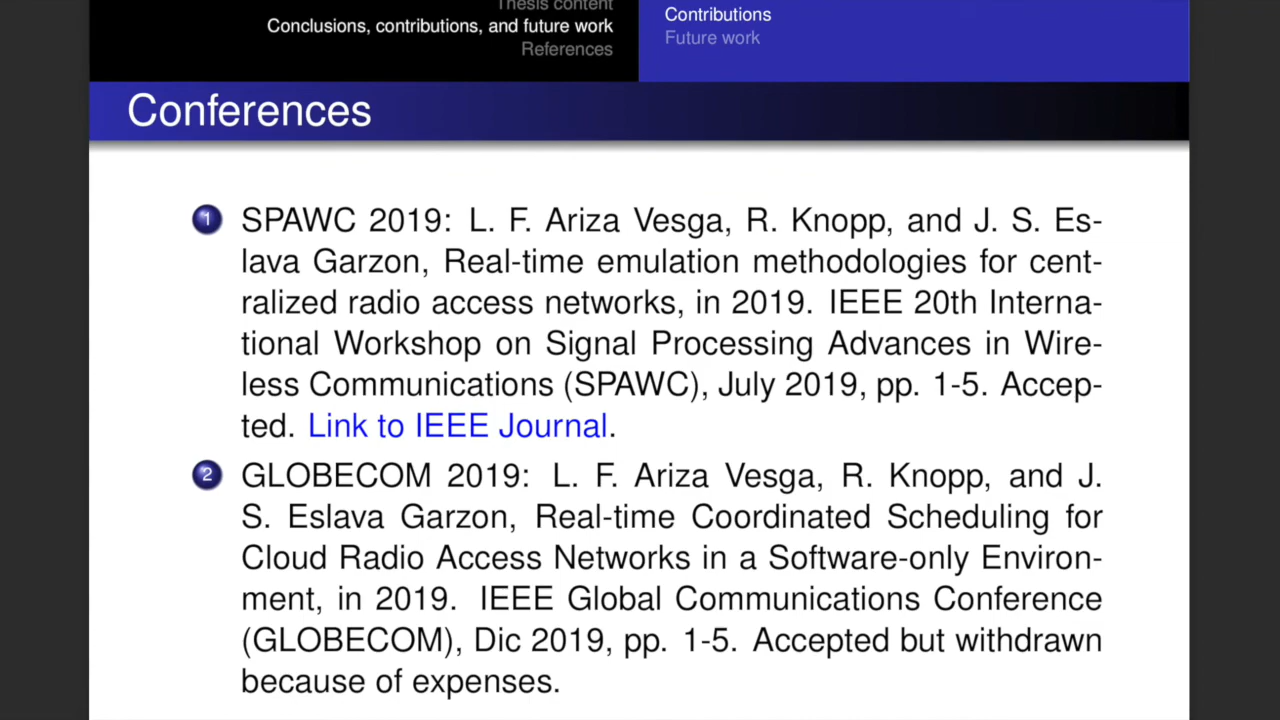 Thesis content
Conclusions, contributions, and future work
References
Contributions
Future work
Conferences
1 SPAWC 2019: L. F. Ariza Vesga, R. Knopp, and J. S. Es-
lava Garzon, Real-time emulation methodologies for cent-
ralized radio access networks, in 2019. IEEE 20th Interna-
tional Workshop on Signal Processing Advances in Wire-
less Communications (SPAWC), July 2019, pp. 1-5. Accep-
ted. Link to IEEE Journal.
2 GLOBECOM 2019: L. F. Ariza Vesga, R. Knopp, and J.
S. Eslava Garzon, Real-time Coordinated Scheduling for
Cloud Radio Access Networks in a Software-only Environ-
ment, in 2019. IEEE Global Communications Conference
(GLOBECOM), Dic 2019, pp. 1-5. Accepted but withdrawn
because of expenses.